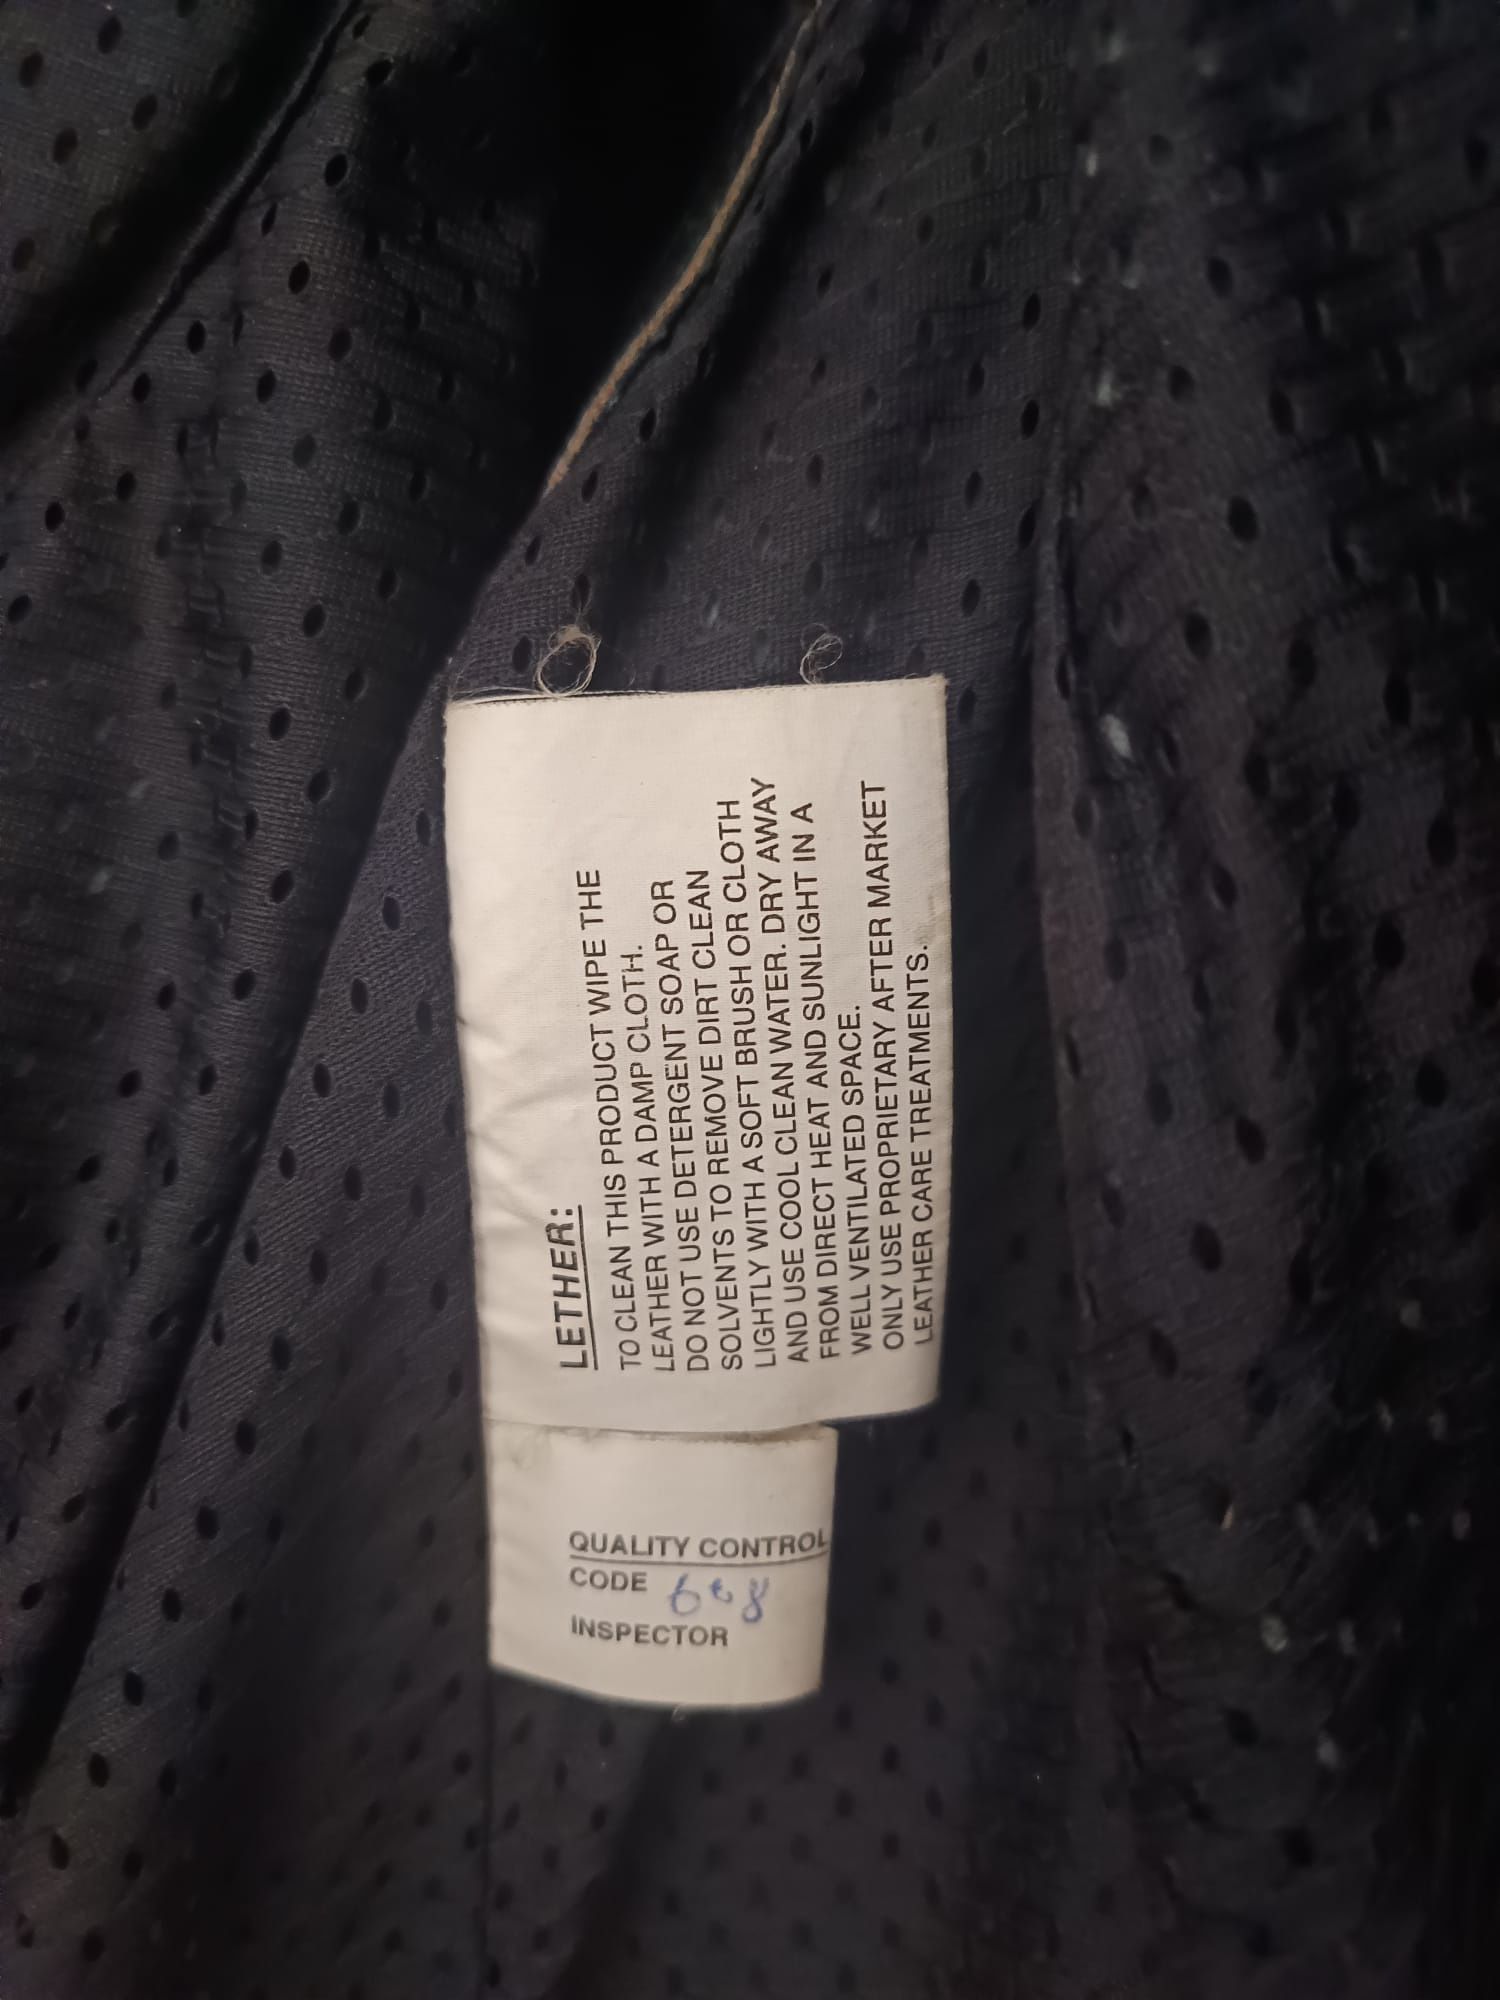 LETHER:
TO CLEAN THIS PRODUCT WIPE THE
LEATHER WITH A DAMP CLOTH.
DO NOT USE DETERGENT SOAP OR
SOLVENTS TO REMOVE DIRT CLEAN
LIGHTLY WITH A SOFT BRUSH OR CLOTH
AND USE COOL CLEAN WATER. DRY AWAY
FROM DIRECT HEAT AND SUNLIGHT IN A
WELL VENTILATED SPACE.
ONLY USE PROPRIETARY AFTER MARKET
LEATHER CARE TREATMENTS.
QUALITY CONTROL
CODE
INSPECTOR